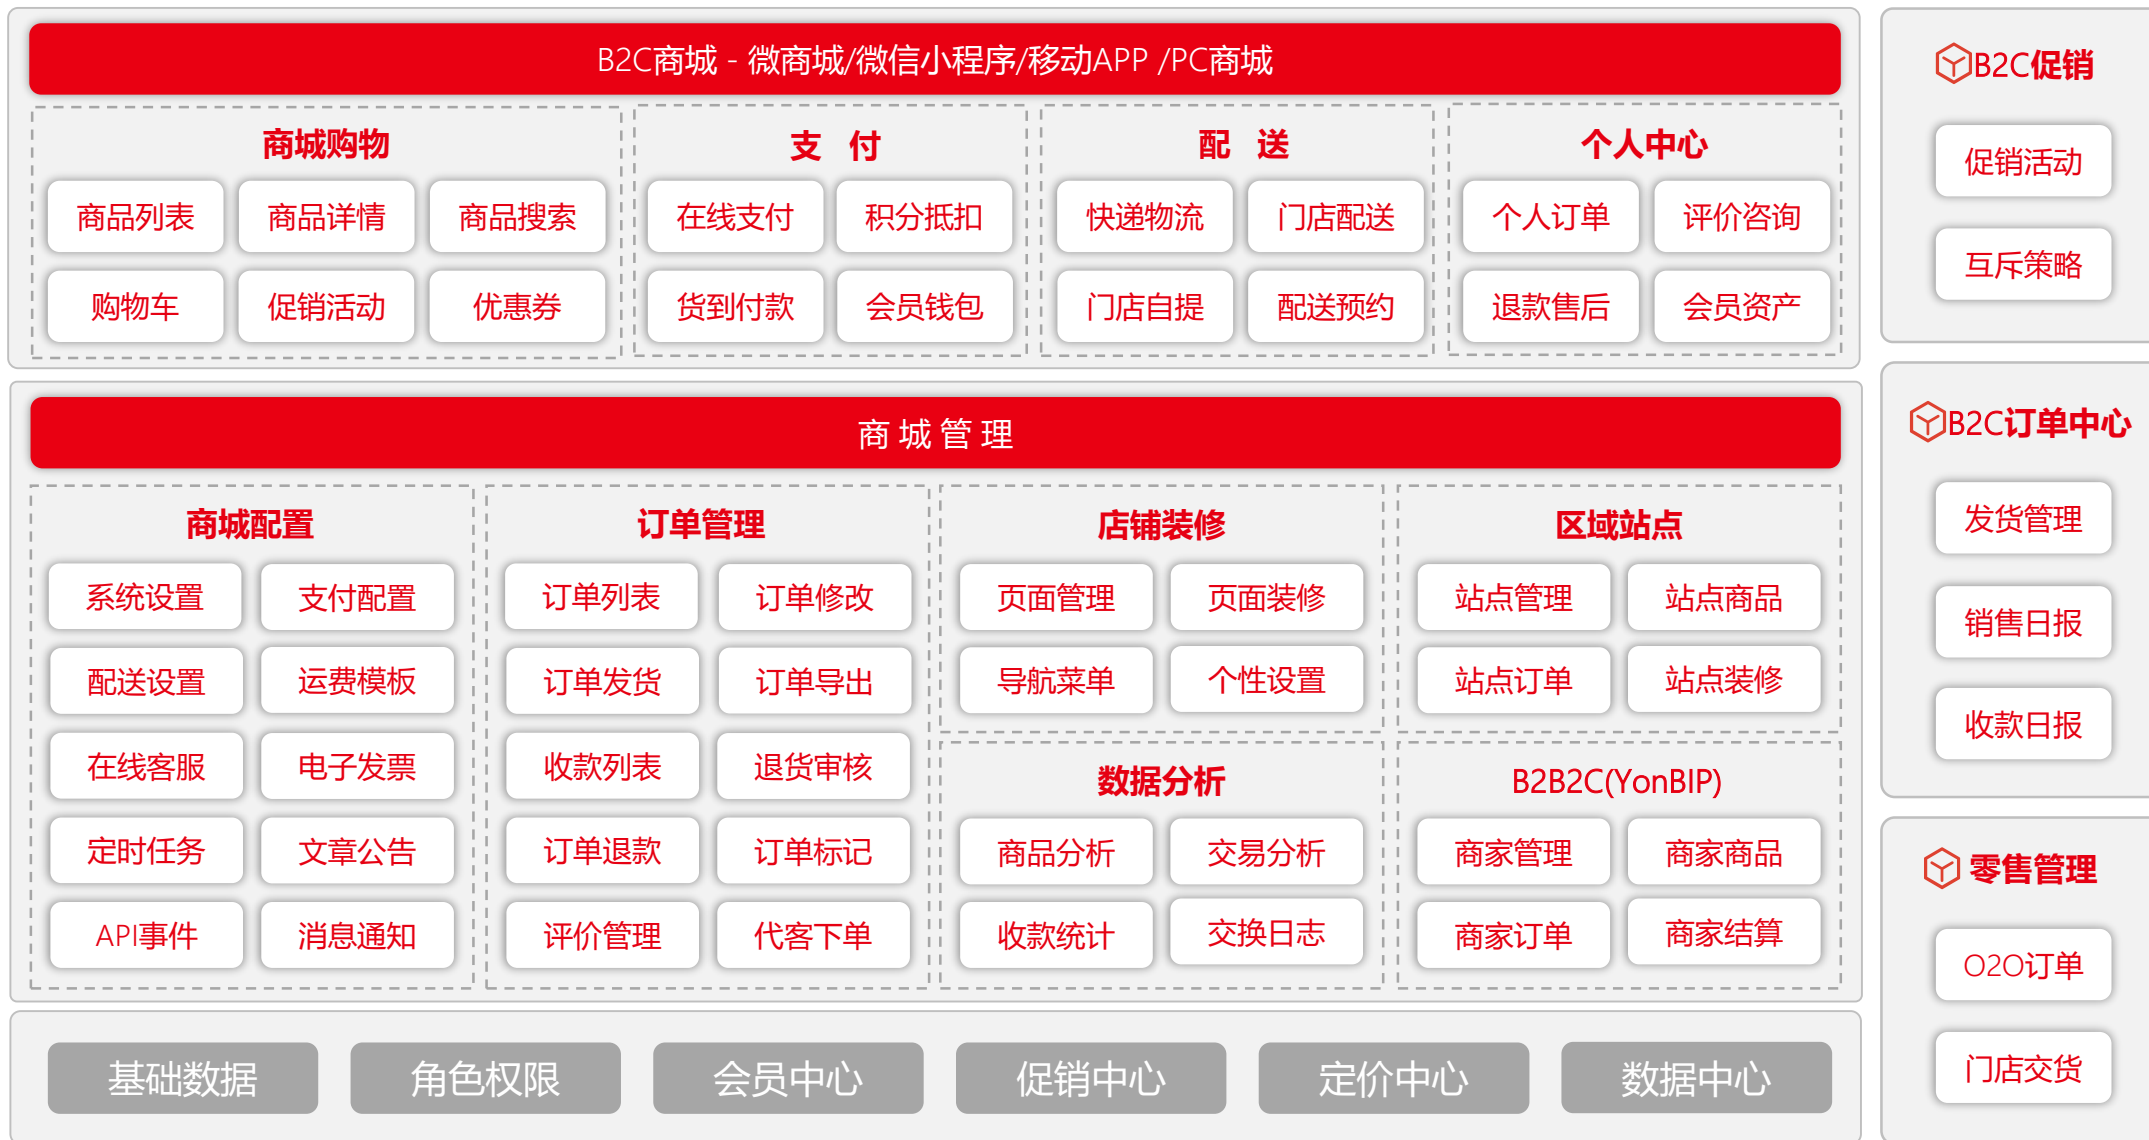 B2C商城 - 微商城/微信小程序/移动APP /PC商城
商城购物
商品列表 商品详情 商品搜索
购物车 促销活动 优惠券
支 付
在线支付 积分抵扣
货到付款 会员钱包
配 送
快递物流 门店配送
门店自提 配送预约
个人中心
个人订单 评价咨询
退款售后 会员资产
商城管理
商城配置
系统设置 支付配置
配送设置 运费模板
在线客服 电子发票
定时任务 文章公告
API事件 消息通知
订单管理
订单列表 订单修改
订单发货 订单导出
收款列表 退货审核
订单退款 订单标记
评价管理 代客下单
店铺装修
页面管理 页面装修
导航菜单 个性设置
区域站点
站点管理 站点商品
站点订单 站点装修
数据分析
商品分析 交易分析
收款统计 交换日志
B2B2C(YonBIP)
商家管理 商家商品
商家订单 商家结算
基础数据 角色权限 会员中心 促销中心 定价中心 数据中心
B2C促销
促销活动
互斥策略
B2C订单中心
发货管理
销售日报
收款日报
零售管理
O2O订单
门店交货